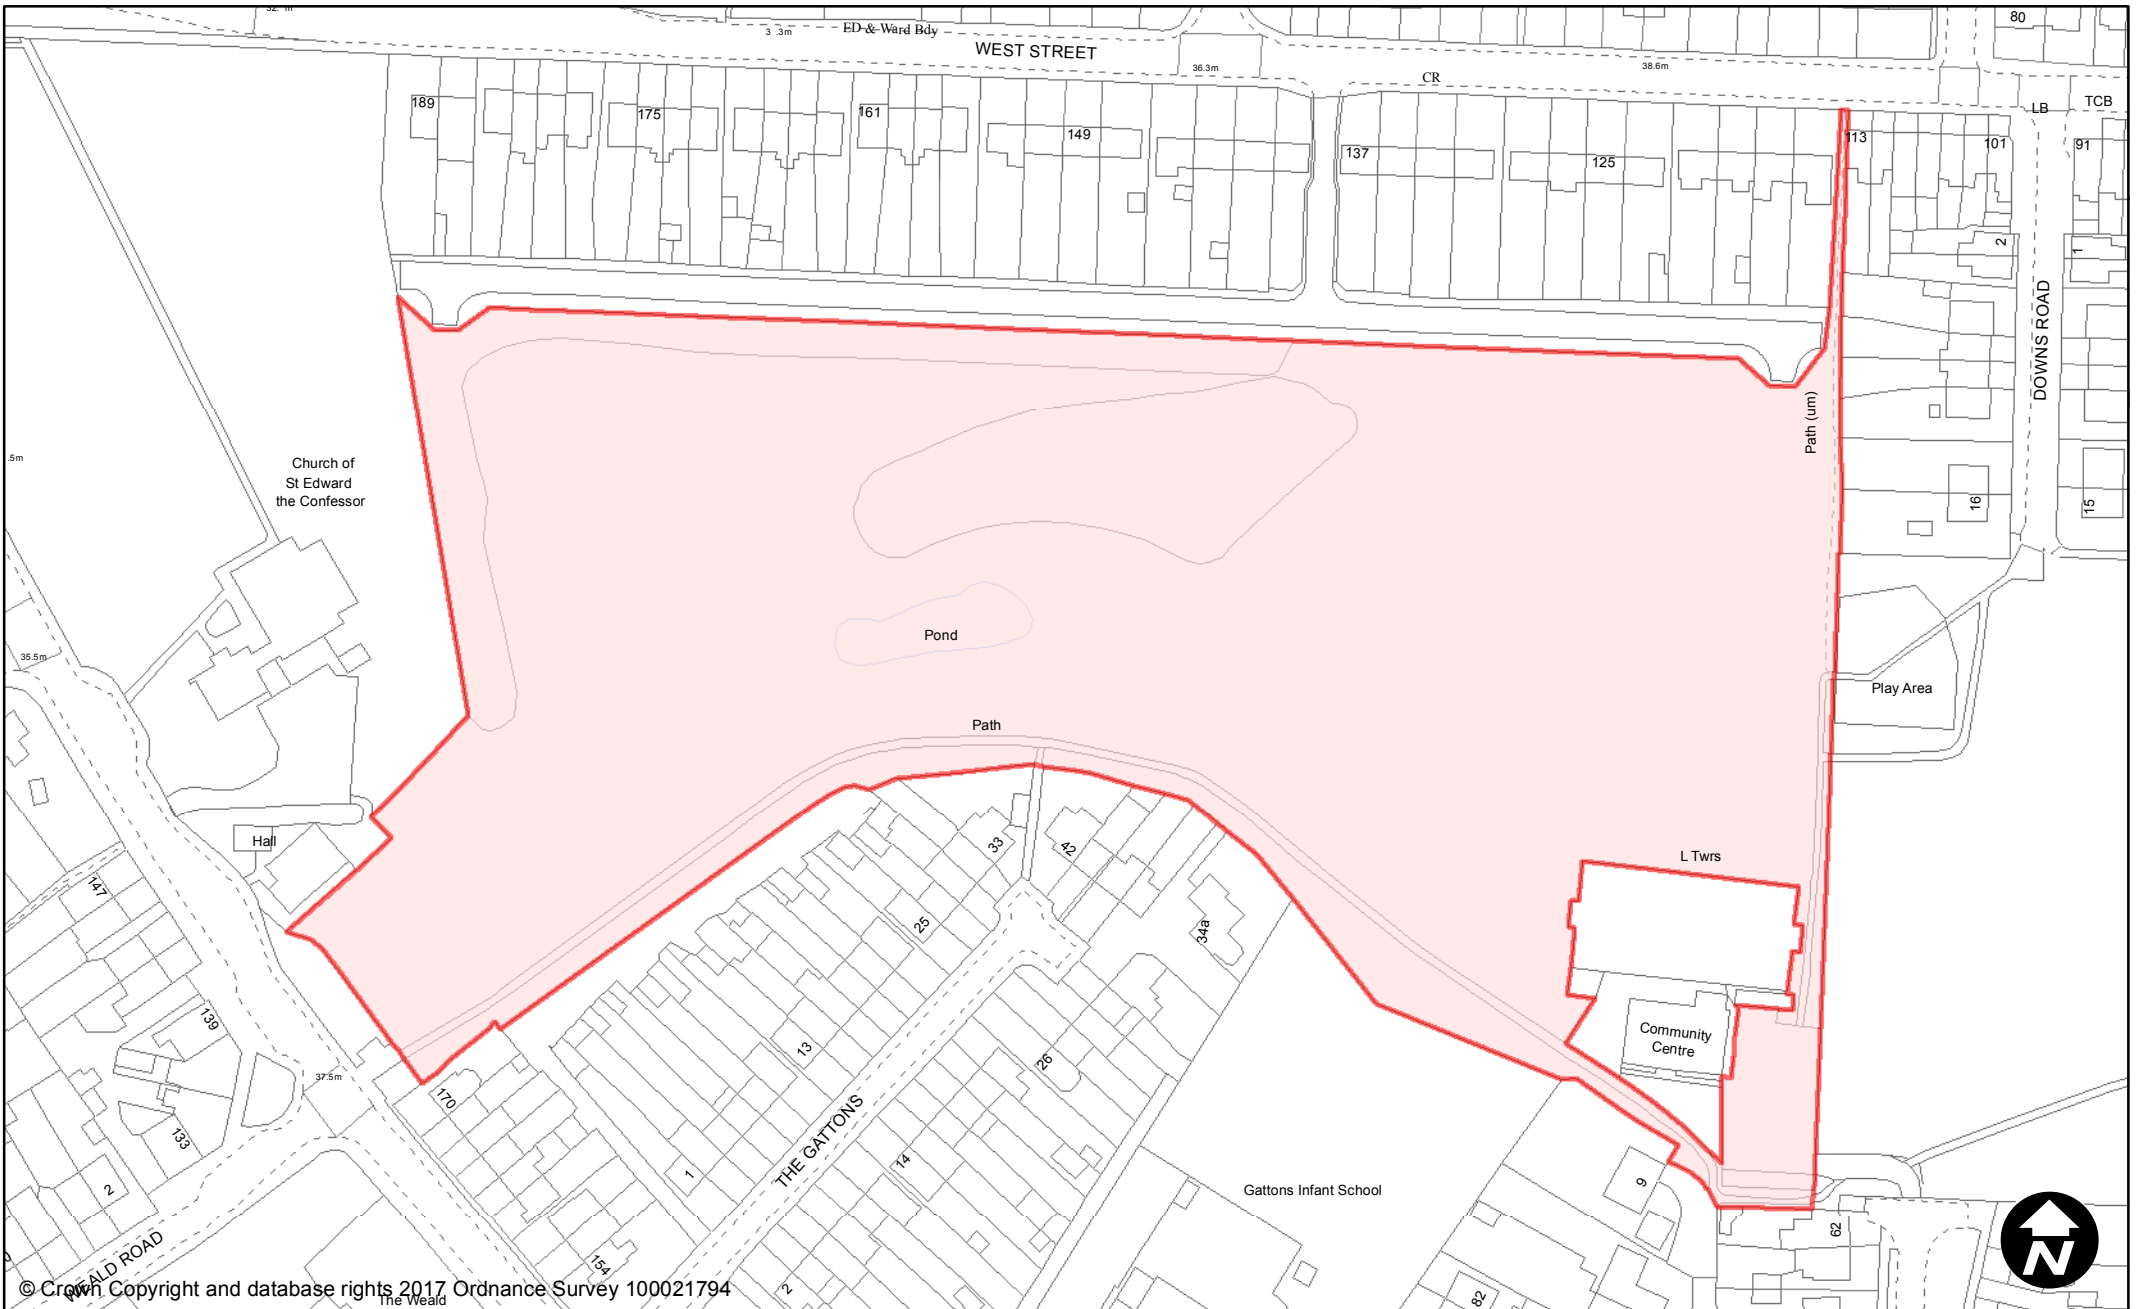 80
ED & Ward Bdy
WEST STREET
36.3m
CR
38.6m
LB
TCB
189
175
161
149
137
125
113
101
91
2
1
DOWNS ROAD
Path (um)
.5m
Church of
St Edward
the Confessor
16
15
Pond
35.5m
Play Area
Path
Hall
33
42
L Twrs
147
25
34a
139
Community
Centre
13
26
37.5m
170
133
THE GATTONS
1
14
2
Gattons Infant School
9
62
WEALD ROAD
154
2
82
N
© Crown Copyright and database rights 2017 Ordnance Survey 100021794
The Weald